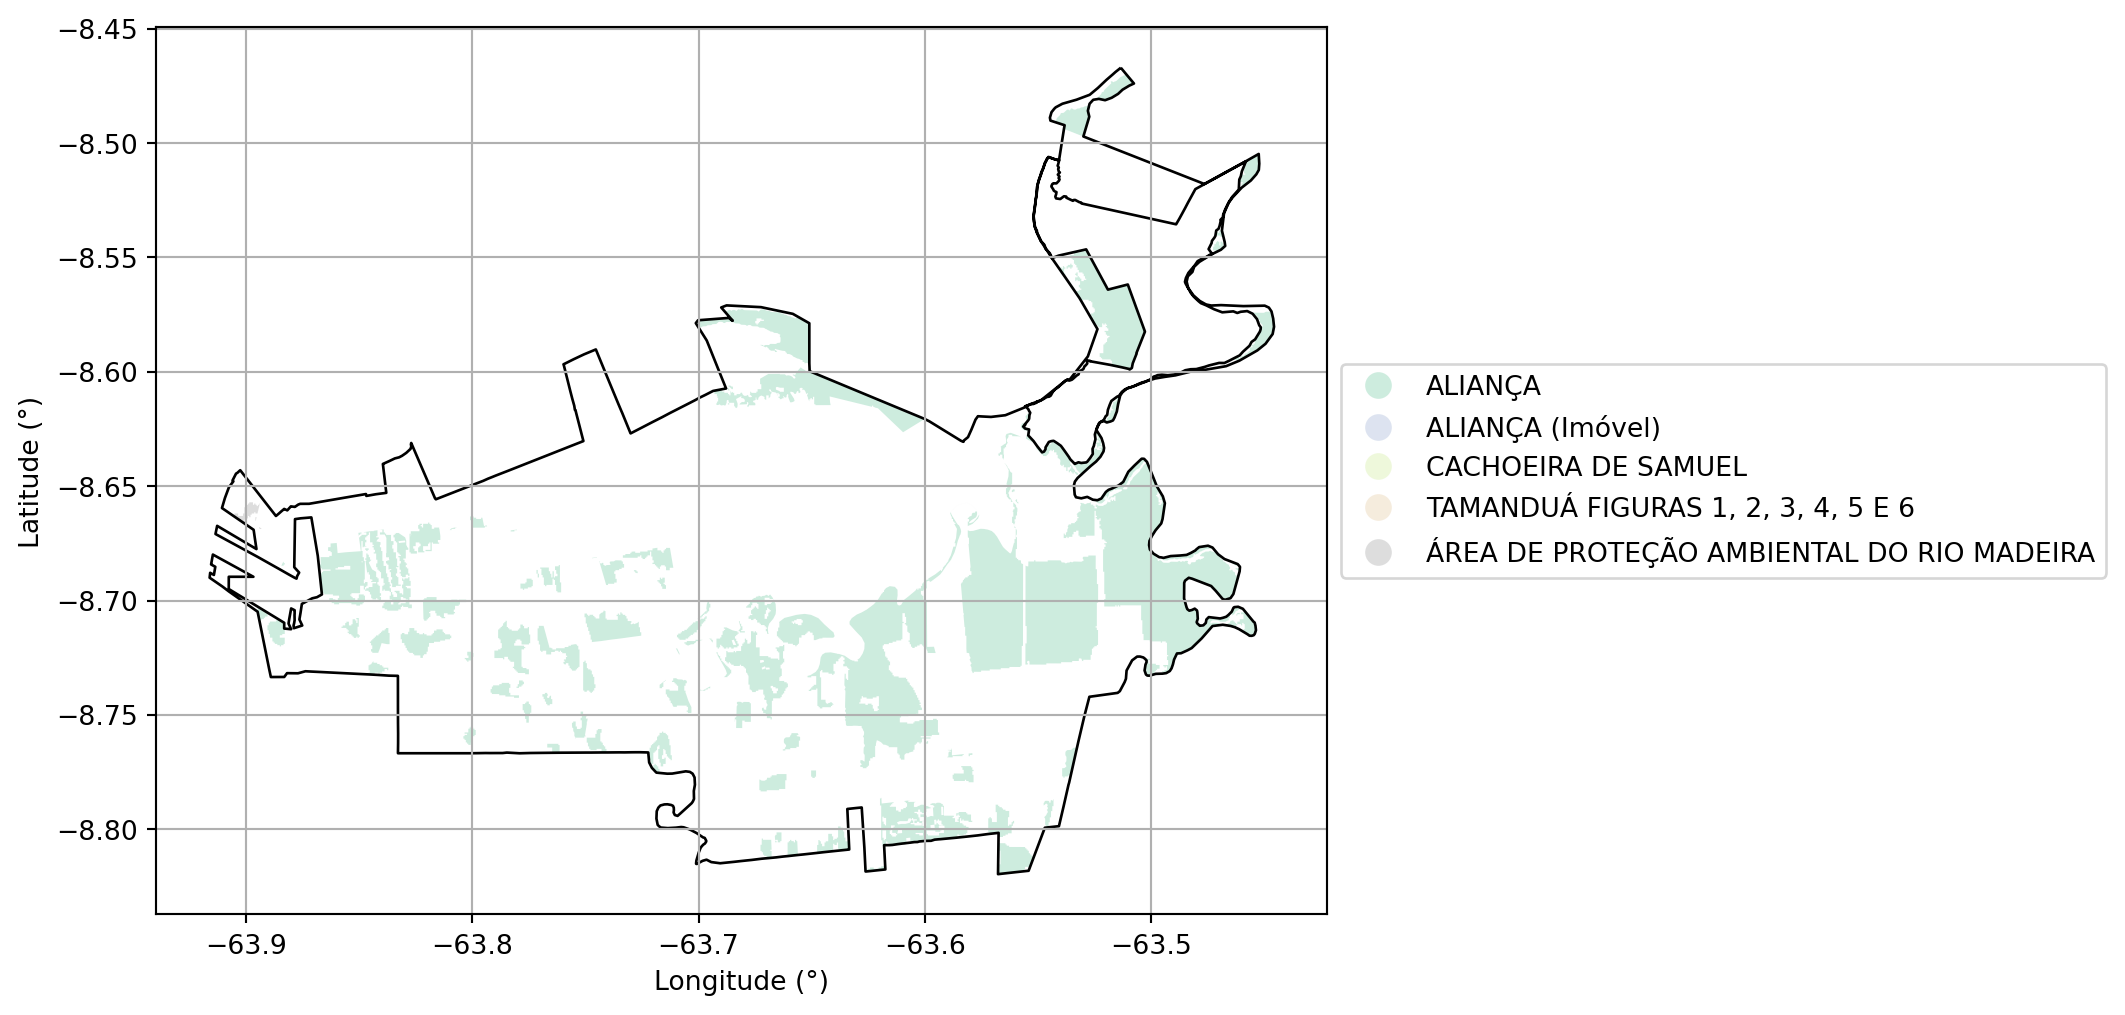 −8.45
−8.50
−8.55
−8.60
−8.65
−8.70
−8.75
−8.80
Latitude (°)
−63.9
−63.8
−63.7
−63.6
−63.5
Longitude (°)
ALIANÇA
ALIANÇA (Imóvel)
CACHOEIRA DE SAMUEL
TAMANDUÁ FIGURAS 1, 2, 3, 4, 5 E 6
ÁREA DE PROTEÇÃO AMBIENTAL DO RIO MADEIRA